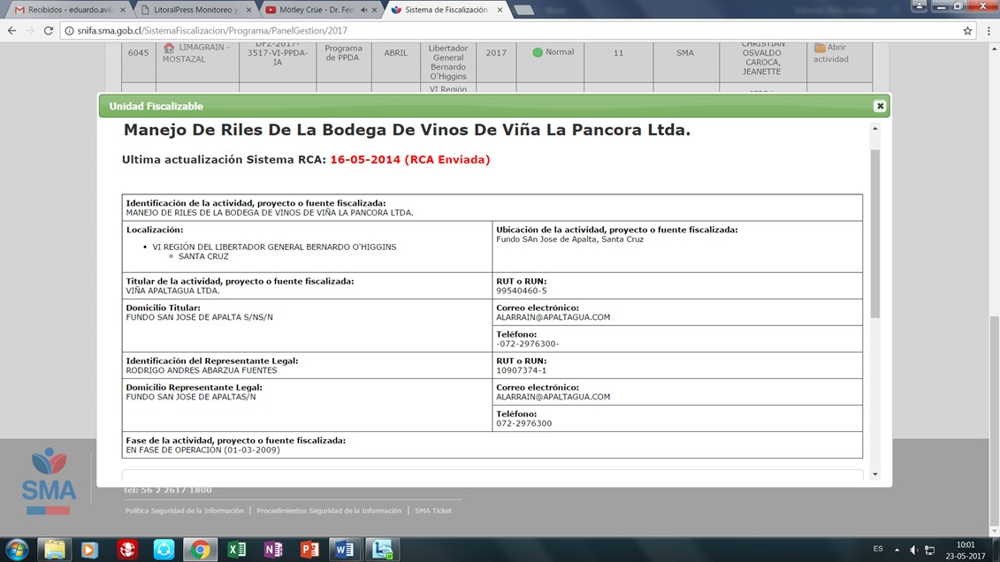 Recibidos - eduardo.avil
LitoralPress Monitoreo y
Mötley Crüe - Dr. Feel
Sistema de Fiscalización
snifa.sma.gob.cl/SistemaFiscalizacion/Programa/PanelGestion/2017
6045
LIMAGRAIN - MOSTAZAL
DFZ-2017-
3517-VI-PPDA-
IA
Programa
de PPDA
ABRIL
Libertador
General
Bernardo
O'Higgins
2017
Normal
11
SMA
CHRISTIAN
OSVALDO
CAROCA,
JEANETTE
Abrir
actividad
VI Región
Unidad Fiscalizable
Manejo De Riles De La Bodega De Vinos De Viña La Pancora Ltda.
Ultima actualización Sistema RCA: 16-05-2014 (RCA Enviada)
Identificación de la actividad, proyecto o fuente fiscalizada:
MANEJO DE RILES DE LA BODEGA DE VINOS DE VIÑA LA PANCORA LTDA.
Localización:
• VI REGIÓN DEL LIBERTADOR GENERAL BERNARDO O'HIGGINS
◦ SANTA CRUZ
Ubicación de la actividad, proyecto o fuente fiscalizada:
Fundo SAn Jose de Apalta, Santa Cruz
Titular de la actividad, proyecto o fuente fiscalizada:
VIÑA APALTAGUA LTDA.
RUT o RUN:
99540460-5
Domicilio Titular:
FUNDO SAN JOSE DE APALTA S/NS/N
Correo electrónico:
ALARRAIN@APALTAGUA.COM
Teléfono:
-072-2976300-
Identificación del Representante Legal:
RODRIGO ANDRES ABARZUA FUENTES
RUT o RUN:
10907374-1
Domicilio Representante Legal:
FUNDO SAN JOSE DE APALTAS/N
Correo electrónico:
ALARRAIN@APALTAGUA.COM
Teléfono:
072-2976300
Fase de la actividad, proyecto o fuente fiscalizada:
EN FASE DE OPERACIÓN (01-03-2009)
SMA
tel: 56 2 2617 1800
Política Seguridad de la Información | Procedimientos Seguridad de la Información | SMA Ticket
ES
10:01
23-05-2017